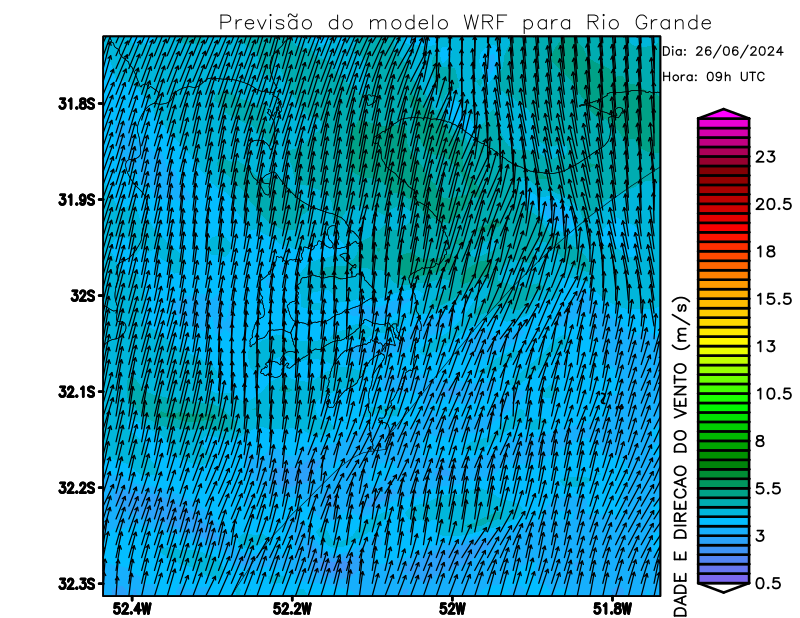 Previsão do modelo WRF para Rio Grande
Dia: 26/06/2024
Hora: 09h UTC
31.8S
31.9S
32S
32.1S
32.2S
32.3S
52.4W
52.2W
52W
51.8W
23
20.5
18
15.5
13
10.5
8
5.5
3
0.5
DADE E DIRECAO DO VENTO (m/s)